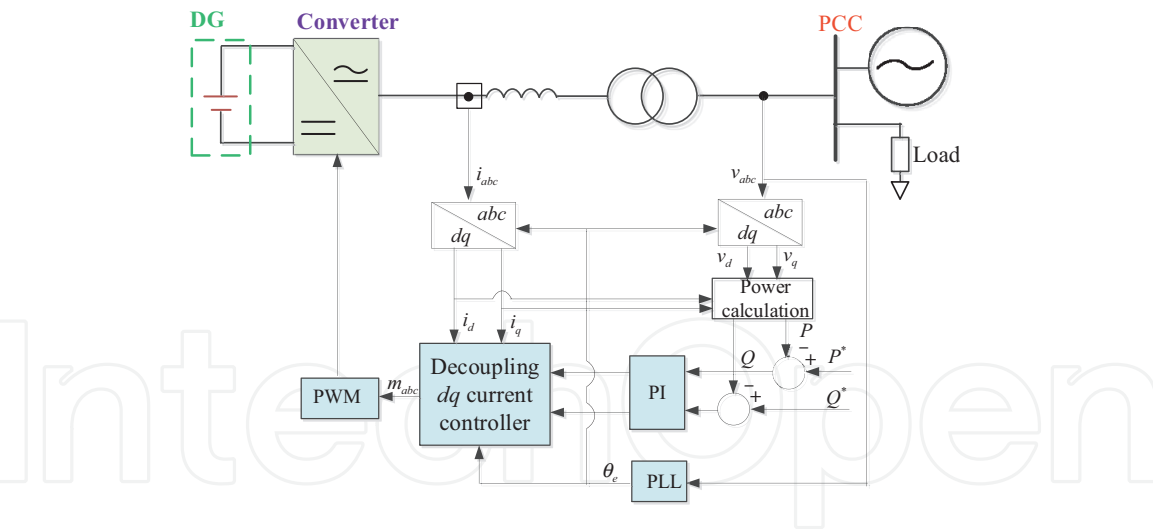 DG
Converter
PCC
Load
i_abc
v_abc
abc
dq
abc
dq
v_d
v_q
Power
calculation
i_d
i_q
P
P*
Q
Q*
Decoupling
dq current
controller
PI
PWM
m_abc
θ_e
PLL
IntechOpen